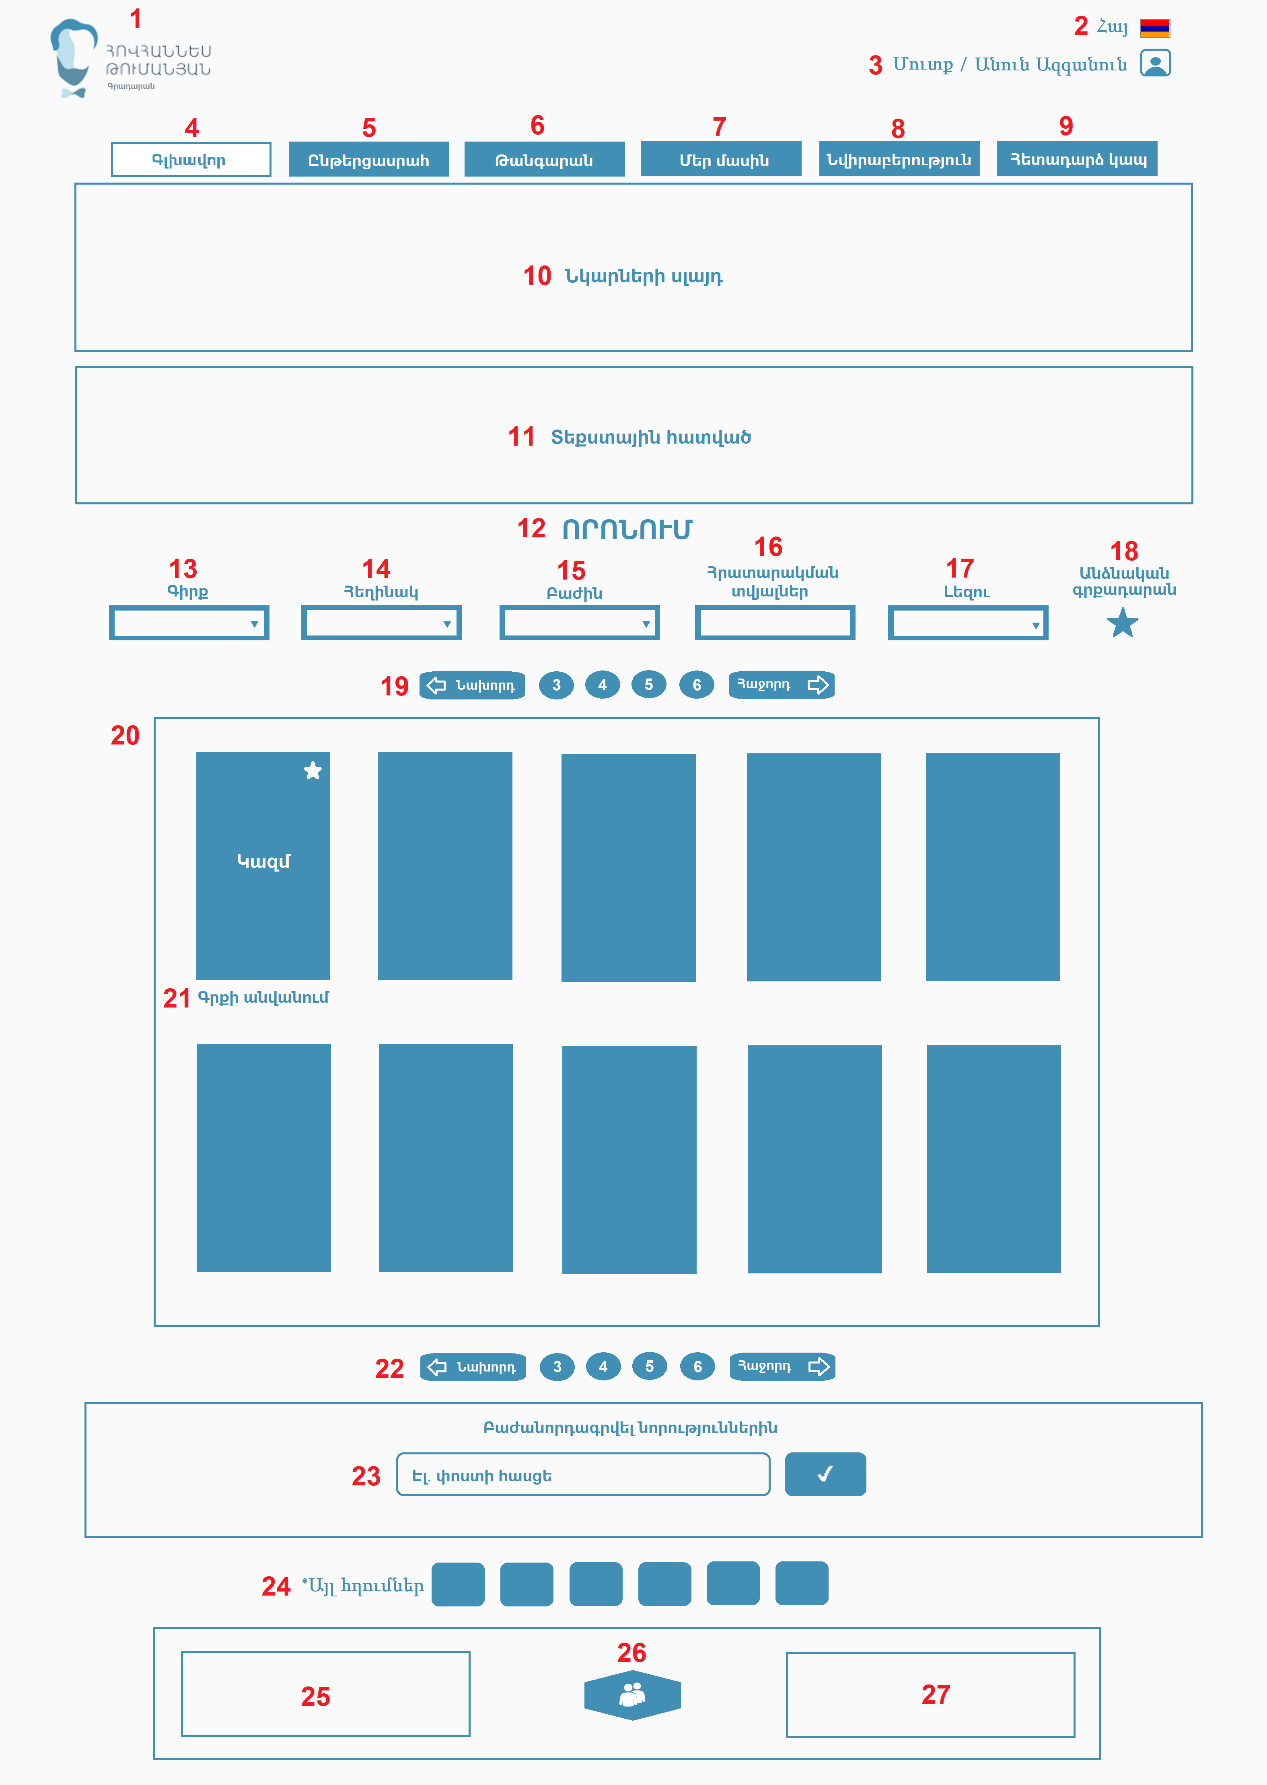 1
ՀՈՎՀԱՆՆԵՍ
ԹՈՒՄԱՆՅԱՆ
Գրադարան
2 Հայ
3 Մուտք / Անուն Ազգանուն
4 5 6 7 8 9
Գլխավոր Ընթերցասրահ Թանգարան Մեր մասին Նվիրաբերություն Հետադարձ կապ
10 Նկարների սլայդ
11 Տեքստային հատված
12 ՈՐՈՆՈՒՄ
13 14 15 16 17 18
Գիրք
Հեղինակ
Բաժին
Հրատարակման
տվյալներ
Լեզու
Անձնական
գրքադարան
19 Նախորդ 3 4 5 6 Հաջորդ
20
Կազմ
21 Գրքի անվանում
22 Նախորդ 3 4 5 6 Հաջորդ
Բաժանորդագրվել նորություններին
23 Էլ. փոստի հասցե
24 *Այլ հղումներ
25 26 27